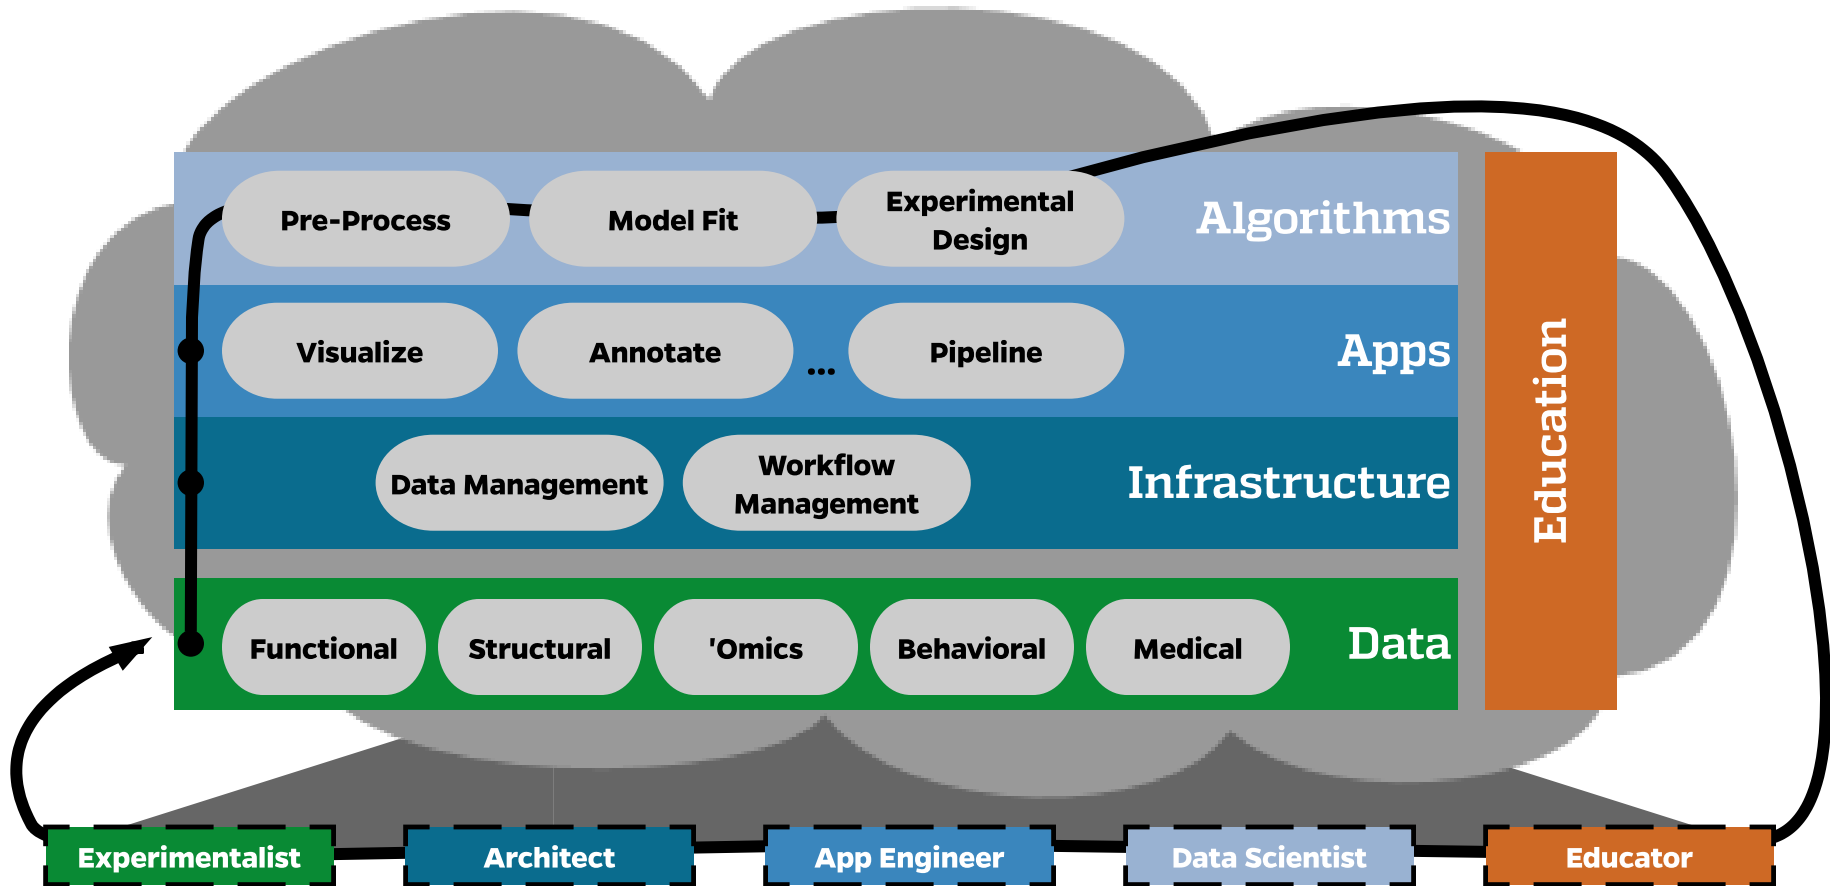 Pre-Process
Model Fit
Experimental
Design
Algorithms
Visualize
Annotate
...
Pipeline
Apps
Data Management
Workflow
Management
Infrastructure
Functional
Structural
'Omics
Behavioral
Medical
Data
Education
Experimentalist
Architect
App Engineer
Data Scientist
Educator